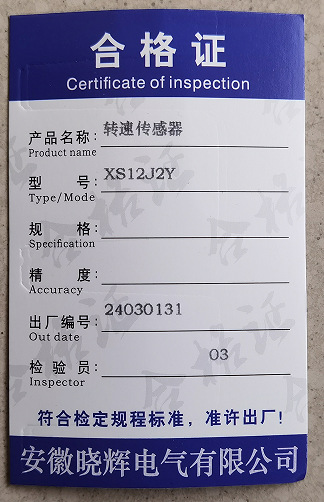 合格证
Certificate of inspection
产品名称: 转速传感器
Product name
型 号: XS12J2Y
Type/Mode
规 格:
Specification
精 度:
Accuracy
出厂编号: 24030131
Out date
检 验 员: 03
Inspector
符合检定规程标准，准许出厂!
安徽晓辉电气有限公司